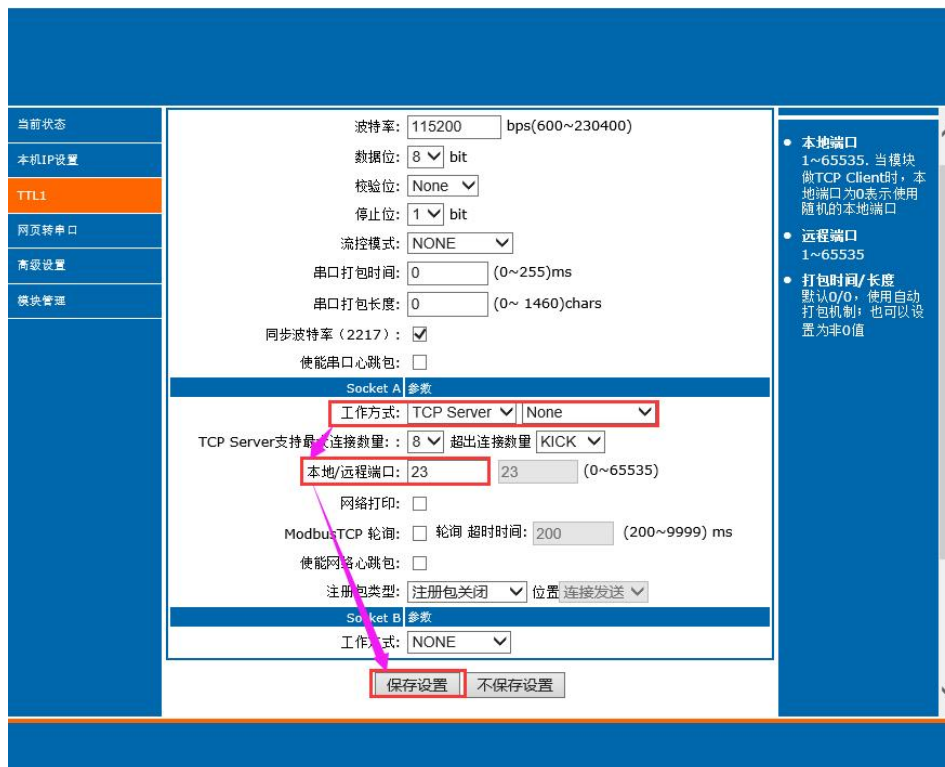 当前状态
本机IP设置
TTL1
网页转串口
高级设置
模块管理
波特率: 115200 bps(600~230400)
数据位: 8 bit
校验位: None
停止位: 1 bit
流控模式: NONE
串口打包时间: 0 (0~255)ms
串口打包长度: 0 (0~ 1460)chars
同步波特率（2217）:
使能串口心跳包:
Socket A 参数
工作方式: TCP Server None
TCP Server支持最大连接数量: : 8 超出连接数量 KICK
本地/远程端口: 23 23 (0~65535)
网络打印:
ModbusTCP 轮询: 轮询 超时时间: 200 (200~9999) ms
使能网络心跳包:
注册包类型: 注册包关闭 位置 连接发送
Socket B 参数
工作方式: NONE
保存设置 不保存设置
本地端口
1~65535. 当模块
做TCP Client时，本
地端口为0表示使用
随机的本地端口
远程端口
1~65535
打包时间/长度
默认0/0，使用自动
打包机制；也可以设
置为非0值